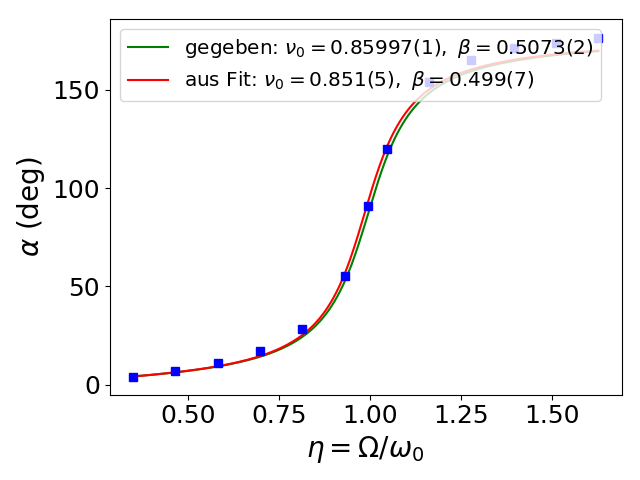 gegeben: ν₀ = 0.85997(1), β = 0.5073(2)
aus Fit: ν₀ = 0.851(5), β = 0.499(7)
150
100
50
0
α (deg)
0.50 0.75 1.00 1.25 1.50
η = Ω/ω₀